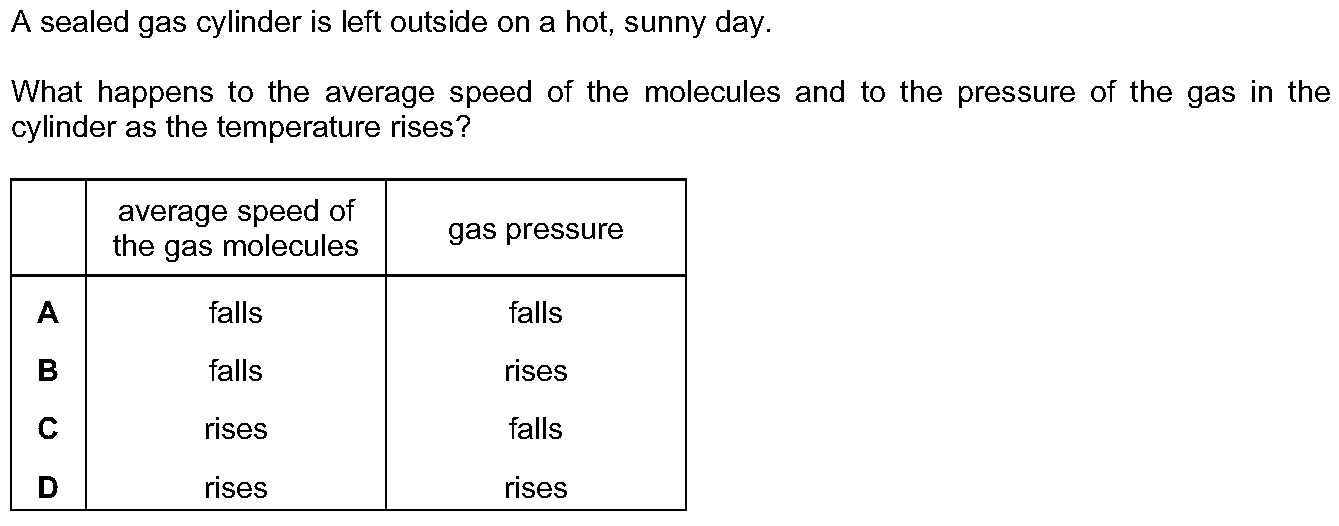 A sealed gas cylinder is left outside on a hot, sunny day.
What happens to the average speed of the molecules and to the pressure of the gas in the
cylinder as the temperature rises?
average speed of
the gas molecules
gas pressure
A falls falls
B falls rises
C rises falls
D rises rises